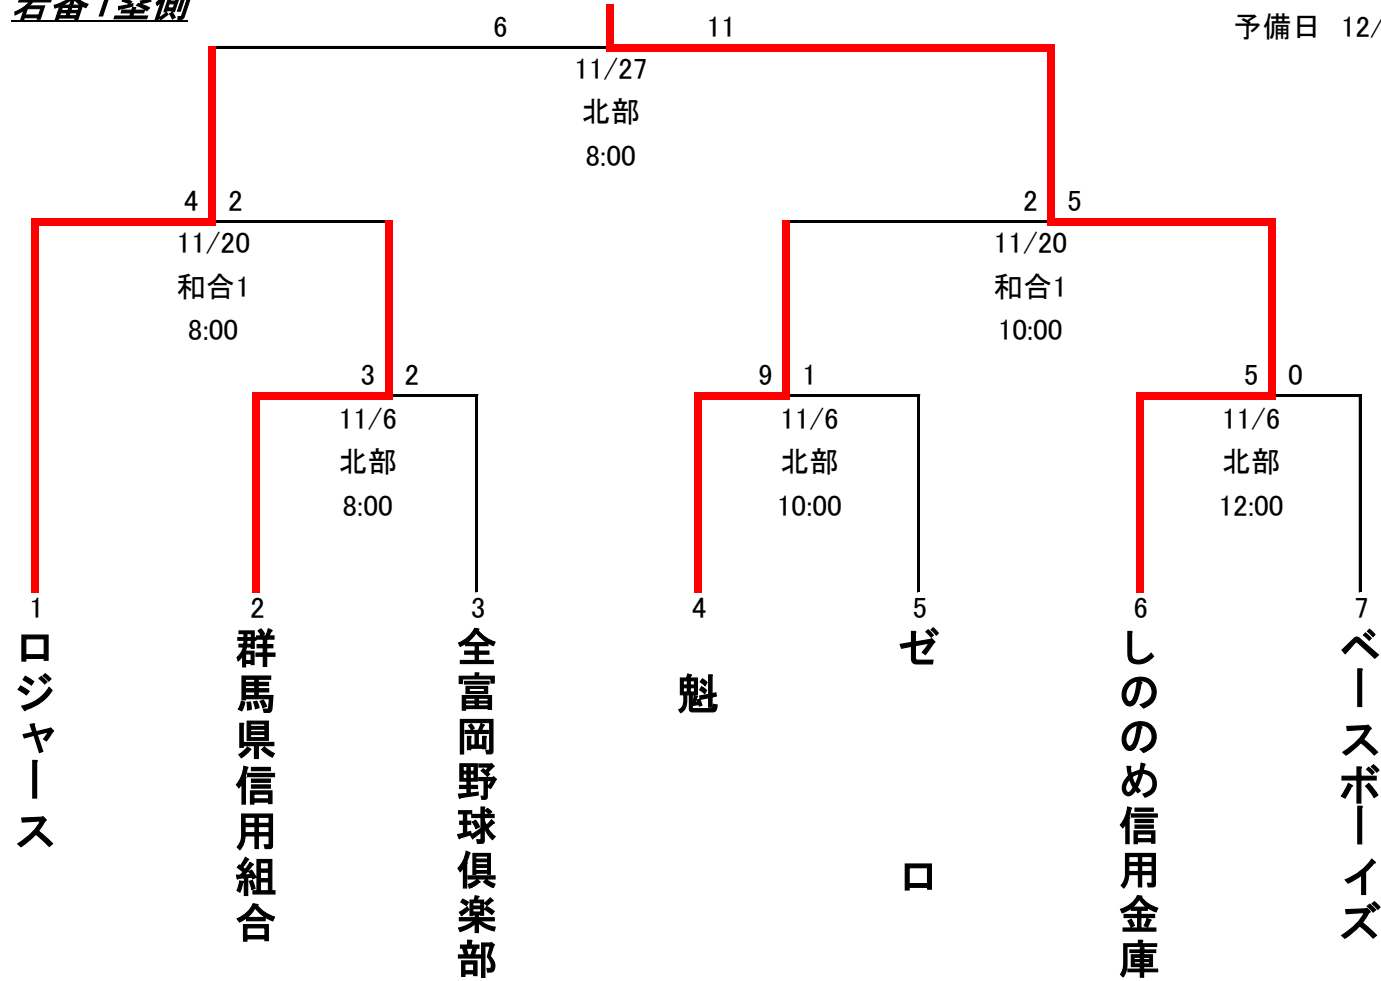 若番1塁側
予備日 12/
6 11
11/27
北部
8:00
4 2
2 5
11/20
和合1
8:00
11/20
和合1
10:00
3 2
9 1
5 0
11/6
北部
8:00
11/6
北部
10:00
11/6
北部
12:00
1
ロジャース
2
群馬県信用組合
3
全富岡野球倶楽部
4
魁
5
ゼロ
6
しののめ信用金庫
7
ベースボーイズ